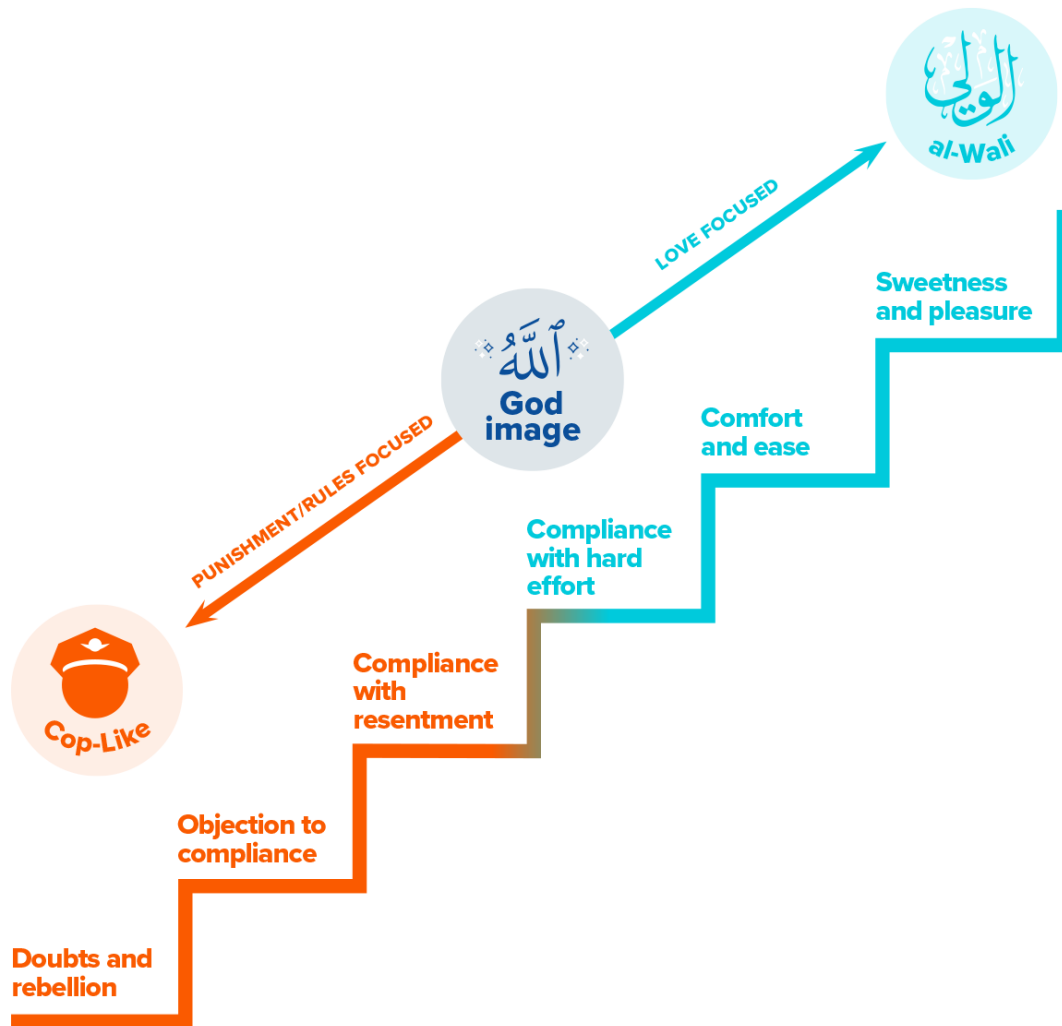 الولي
al-Wali
LOVE FOCUSED
Sweetness
and pleasure
ٱللَّهُ
God
image
Comfort
and ease
PUNISHMENT/RULES FOCUSED
Compliance
with hard
effort
Cop-Like
Compliance
with
resentment
Objection to
compliance
Doubts and
rebellion